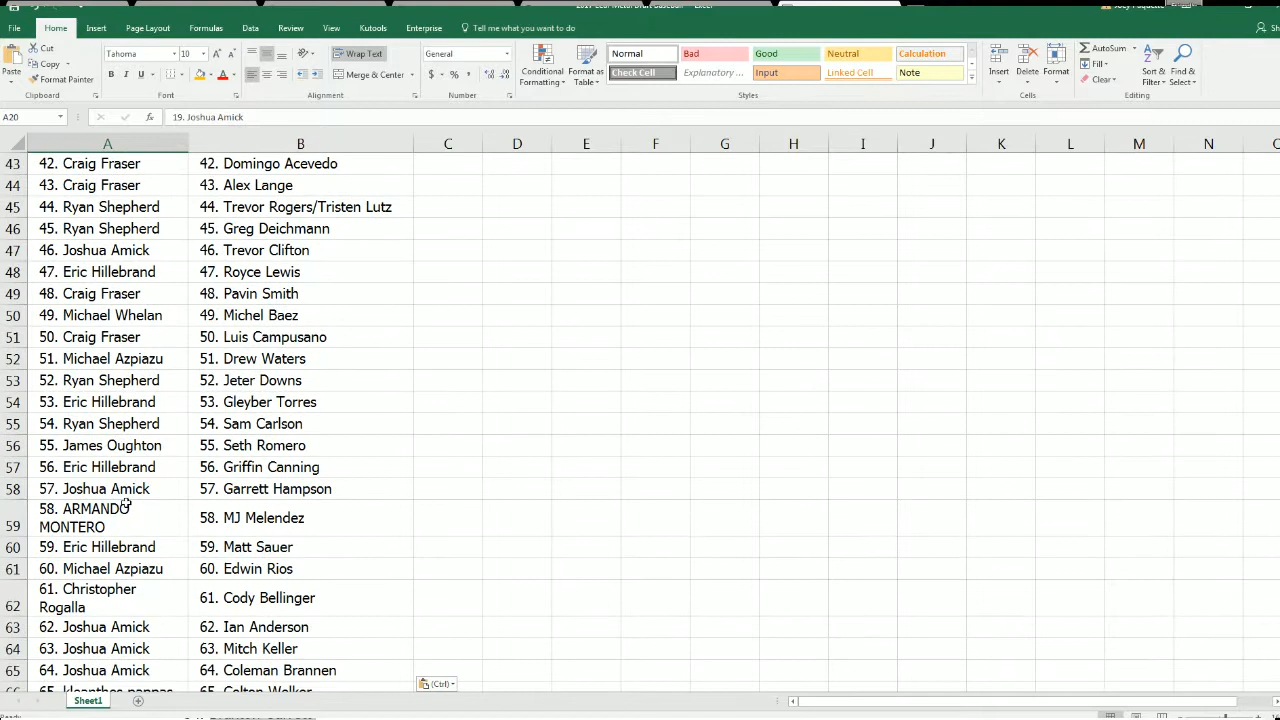 File Home Insert Page Layout Formulas Data Review View Kutools Enterprise Tell me what you want to do
Cut
Copy
Format Painter
Paste
Clipboard
Tahoma 10
B I U
Font
Wrap Text
Merge & Center
Alignment
General
$ % ,
Number
Conditional Formatting
Format as Table
Normal Bad Good Neutral Calculation
Check Cell Explanatory ... Input Linked Cell Note
Styles
Insert Delete Format
Cells
AutoSum
Fill
Clear
Sort & Filter
Find & Select
Editing
A20 fx 19. Joshua Amick
A B C D E F G H I J K L M N
43 42. Craig Fraser 42. Domingo Acevedo
44 43. Craig Fraser 43. Alex Lange
45 44. Ryan Shepherd 44. Trevor Rogers/Tristen Lutz
46 45. Ryan Shepherd 45. Greg Deichmann
47 46. Joshua Amick 46. Trevor Clifton
48 47. Eric Hillebrand 47. Royce Lewis
49 48. Craig Fraser 48. Pavin Smith
50 49. Michael Whelan 49. Michel Baez
51 50. Craig Fraser 50. Luis Campusano
52 51. Michael Azpiazu 51. Drew Waters
53 52. Ryan Shepherd 52. Jeter Downs
54 53. Eric Hillebrand 53. Gleyber Torres
55 54. Ryan Shepherd 54. Sam Carlson
56 55. James Oughton 55. Seth Romero
57 56. Eric Hillebrand 56. Griffin Canning
58 57. Joshua Amick 57. Garrett Hampson
59 58. ARMANDO MONTERO 58. MJ Melendez
60 59. Eric Hillebrand 59. Matt Sauer
61 60. Michael Azpiazu 60. Edwin Rios
62 61. Christopher Rogalla 61. Cody Bellinger
63 62. Joshua Amick 62. Ian Anderson
64 63. Joshua Amick 63. Mitch Keller
65 64. Joshua Amick 64. Coleman Brannen
66 65. kleanthos pappas 65. Colton Welker
(Ctrl)
Sheet1